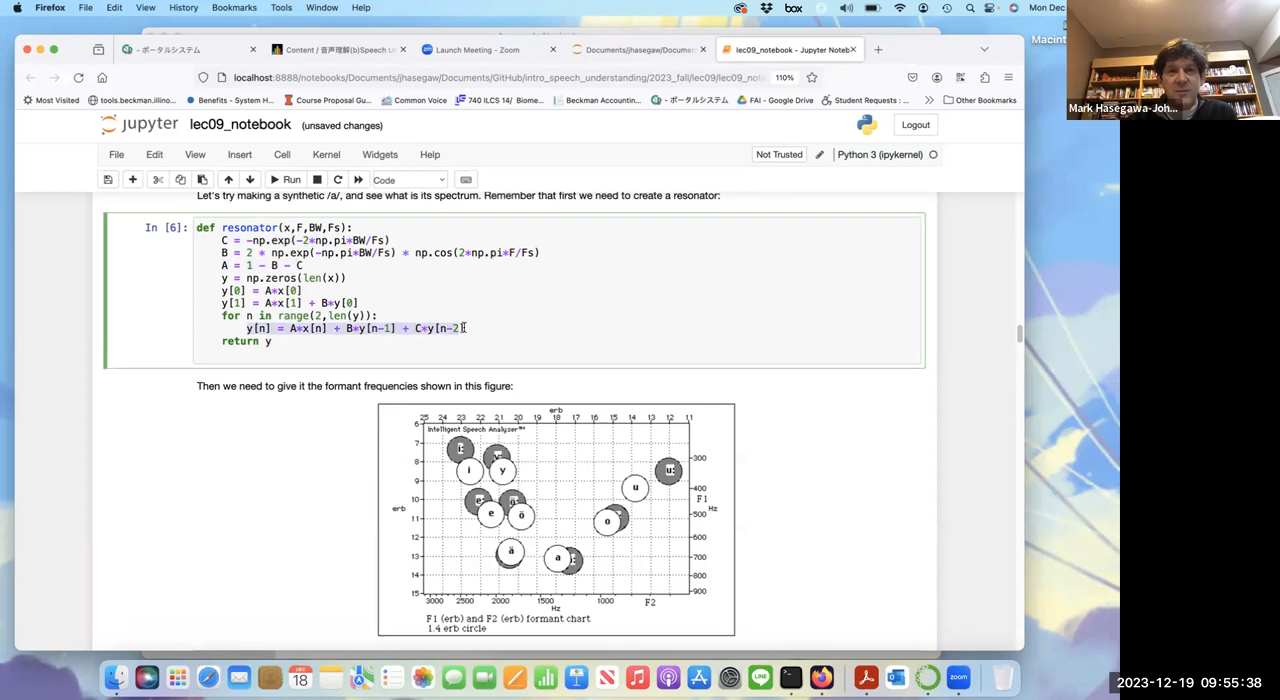 Firefox File Edit View History Bookmarks Tools Window Help
box
Mon Dec
ポータルシステム
Content / 音声理解(Speech U
Launch Meeting - Zoom
Documents/jhasegaw/Documen
lec09_notebook - Jupyter Noteb
localhost:8888/notebooks/Documents/jhasegaw/Documents/GitHub/intro_speech_understanding/2023_fall/lec09/lec09_note
110%
Most Visited
tools.beckman.illino...
Benefits - System H...
Course Proposal Gu...
Common Voice
740 ILCS 14/ Biome...
Beckman Accountin...
ポータルシステム
FAI - Google Drive
Student Requests : ...
Other Bookmarks
Macint
Mark Hasegawa-Joh...
jupyter lec09_notebook (unsaved changes)
Logout
File Edit View Insert Cell Kernel Widgets Help
Not Trusted
Python 3 (ipykernel)
Run
Code
Let's try making a synthetic /a/, and see what is its spectrum. Remember that first we need to create a resonator:
In [6]:
def resonator(x,F,BW,Fs):
C = -np.exp(-2*np.pi*BW/Fs)
B = 2 * np.exp(-np.pi*BW/Fs) * np.cos(2*np.pi*F/Fs)
A = 1 - B - C
y = np.zeros(len(x))
y[0] = A*x[0]
y[1] = A*x[1] + B*y[0]
for n in range(2,len(y)):
y[n] = A*x[n] + B*y[n-1] + C*y[n-2]
return y
Then we need to give it the formant frequencies shown in this figure:
erb
25 24 23 22 21 20 19 18 17 16 15 14 13 12 11
Intelligent Speech Analyser™
6
7
8
9
10
11
12
13
14
15
erb
300
400
F1
Hz
500
600
700
800
900
i y
e ö
ä a
o u
u:
3000 2500 2000 1500 1000
Hz
F2
F1 (erb) and F2 (erb) formant chart
1.4 erb circle
DEC
18
zoom
2023-12-19 09:55:38